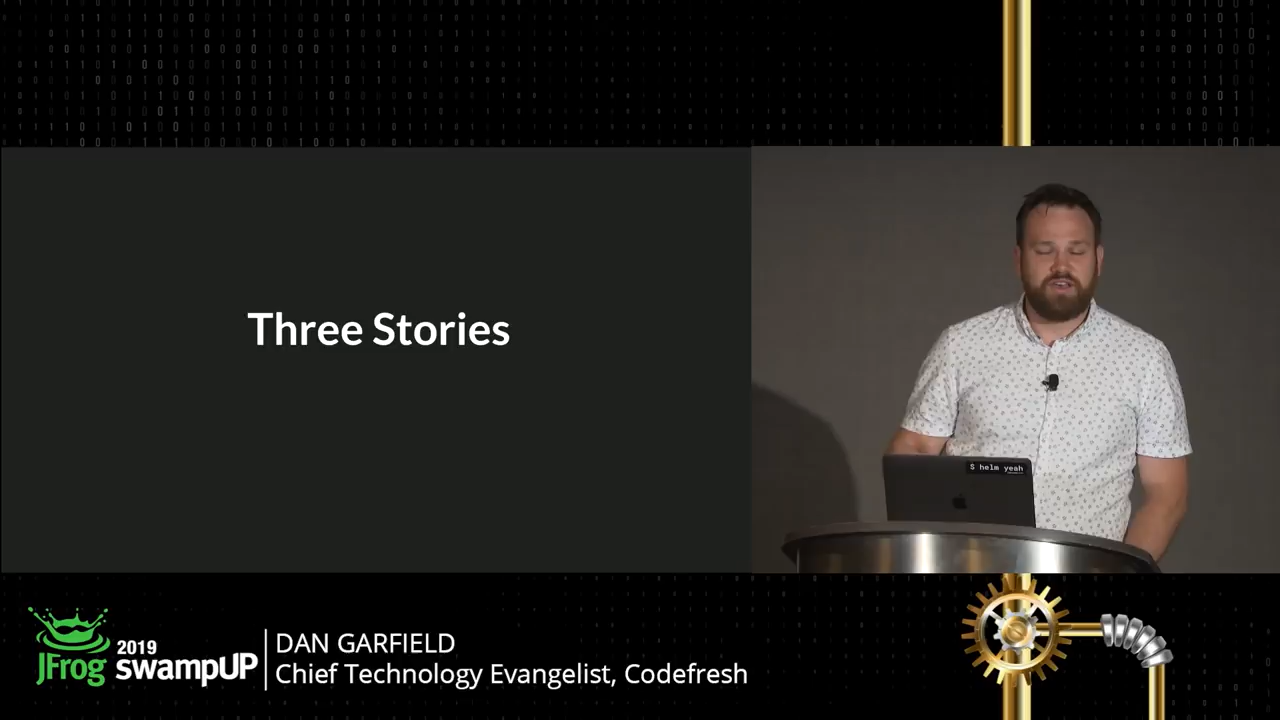 Three Stories
$ helm yeah
JFrog
2019
swampUP
DAN GARFIELD
Chief Technology Evangelist, Codefresh